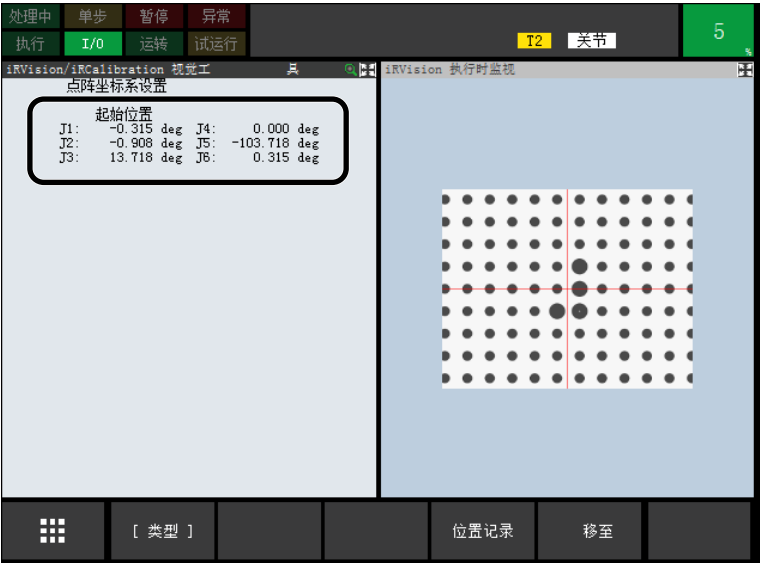 处理中 单步 暂停 异常
执行 I/O 运转 试运行
T2 关节
5
%
iRVision/iRCalibration 视觉工 具
iRVision 执行时监视
点阵坐标系设置
起始位置
J1: -0.315 deg J4: 0.000 deg
J2: -0.908 deg J5: -103.718 deg
J3: 13.718 deg J6: 0.315 deg
[ 类型 ] 位置记录 移至